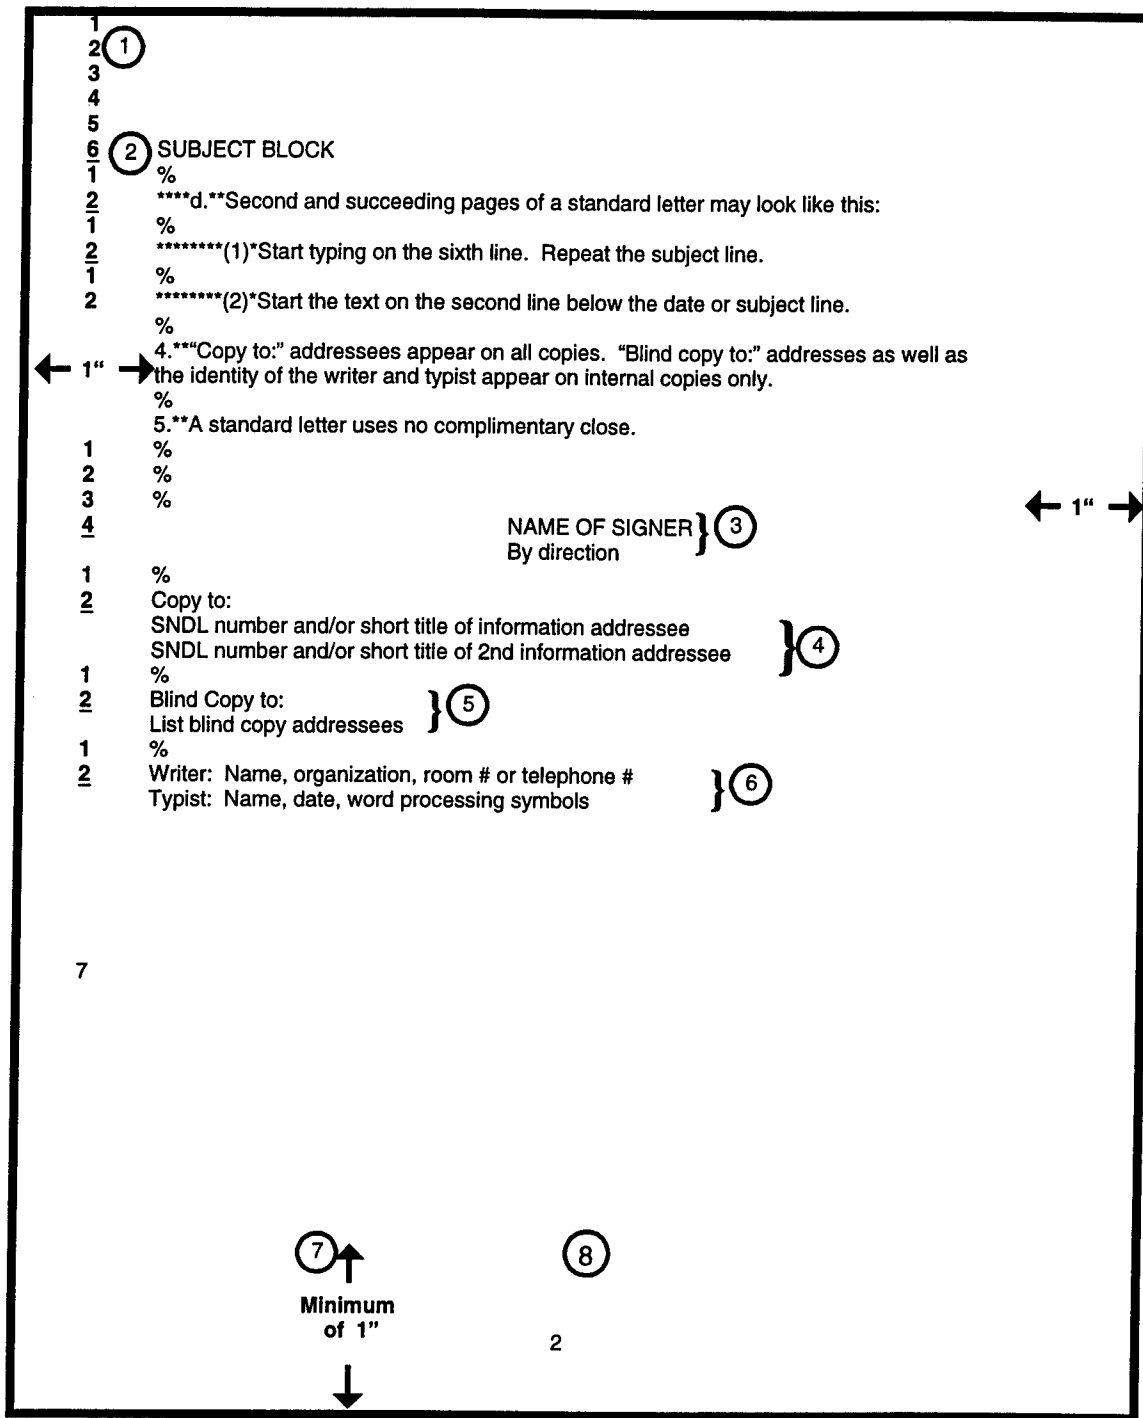 1
2 1
3
4
5
6 2 SUBJECT BLOCK
1 %
2 ****d.**Second and succeeding pages of a standard letter may look like this:
1 %
2 ********(1)*Start typing on the sixth line. Repeat the subject line.
1 %
2 ********(2)*Start the text on the second line below the date or subject line.
%
4.**“Copy to:” addressees appear on all copies. “Blind copy to:” addresses as well as
1“ the identity of the writer and typist appear on internal copies only.
%
5.**A standard letter uses no complimentary close.
1 %
2 %
3 % 1“
4 NAME OF SIGNER } 3
By direction
1 %
2 Copy to:
SNDL number and/or short title of information addressee
SNDL number and/or short title of 2nd information addressee } 4
1 %
2 Blind Copy to: } 5
List blind copy addressees
1 %
2 Writer: Name, organization, room # or telephone # } 6
Typist: Name, date, word processing symbols
7
7 8
Minimum
of 1”
2